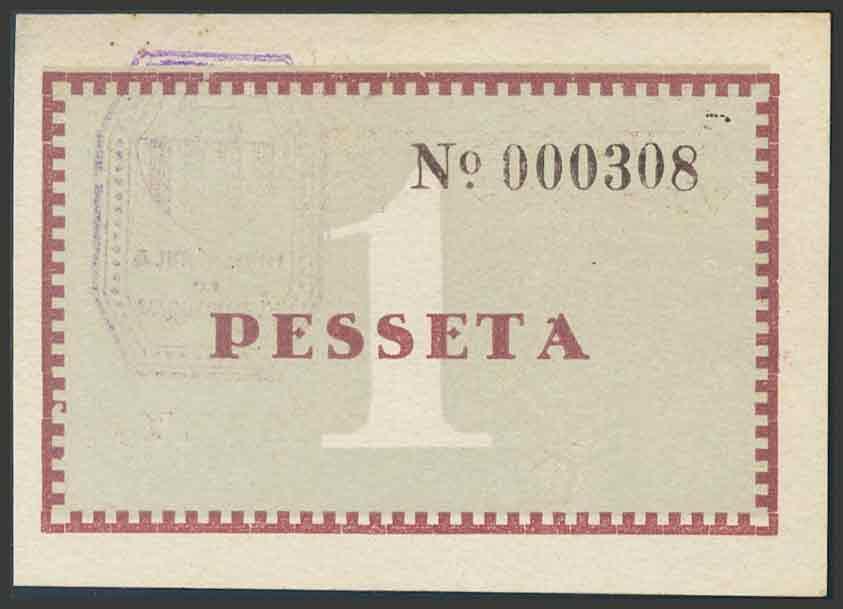 Nº 000308
1
PESSETA